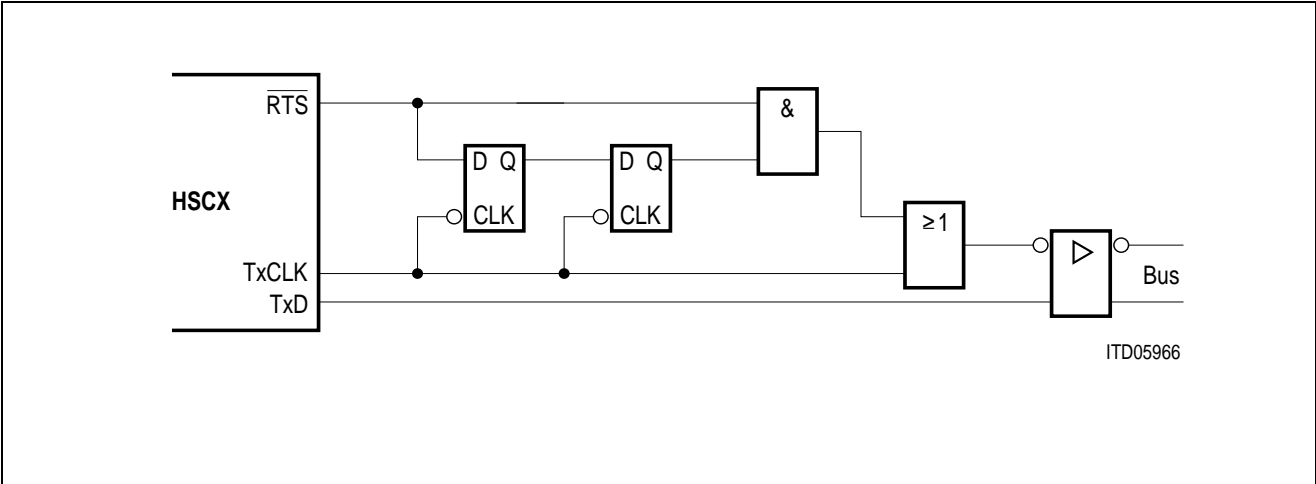 RTS
&
D Q
D Q
HSCX
CLK
CLK
≥1
TxCLK
Bus
TxD
ITD05966